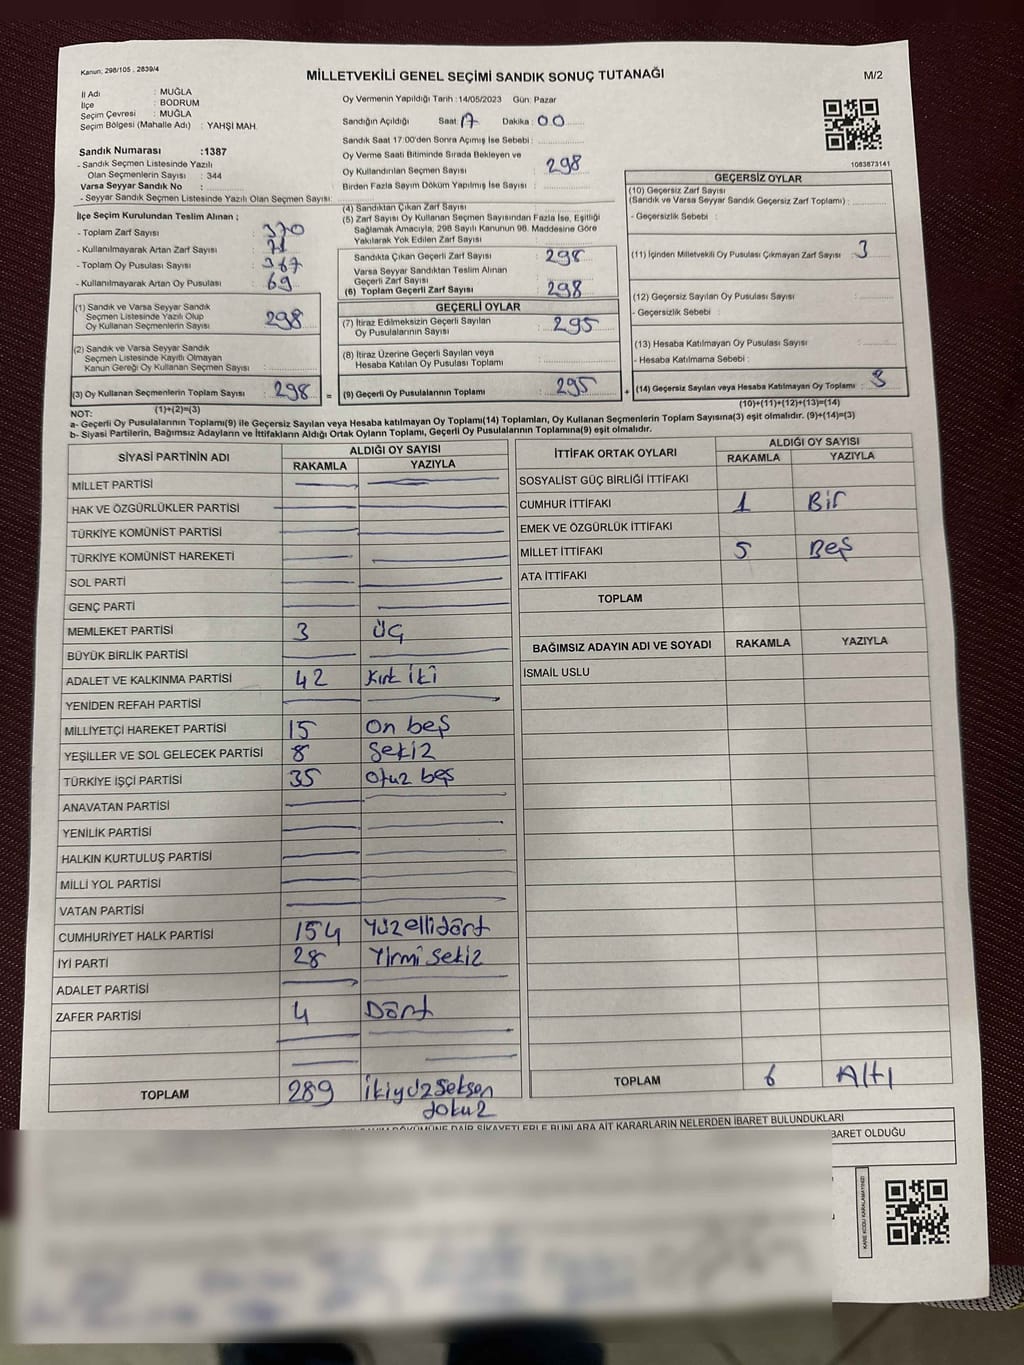 Kanun: 298/105 , 2839/4
MİLLETVEKİLİ GENEL SEÇİMİ SANDIK SONUÇ TUTANAĞI
M/2
İl Adı : MUĞLA
İlçe : BODRUM
Seçim Çevresi : MUĞLA
Seçim Bölgesi (Mahalle Adı) : YAHŞİ MAH.
Oy Vermenin Yapıldığı Tarih :14/05/2023 Gün: Pazar
Sandığın Açıldığı Saat: 17 Dakika : 00
Sandık Saat 17:00'den Sonra Açımış İse Sebebi :
Oy Verme Saati Bitiminde Sırada Bekleyen ve
Oy Kullandırılan Seçmen Sayısı : 298
Birden Fazla Sayım Döküm Yapılmış İse Sayısı :
1083873141
Sandık Numarası :1387
- Sandık Seçmen Listesinde Yazılı
Olan Seçmenlerin Sayısı : 344
Varsa Seyyar Sandık No :
- Seyyar Sandık Seçmen Listesinde Yazılı Olan Seçmen Sayısı:
İlçe Seçim Kurulundan Teslim Alınan ;
- Toplam Zarf Sayısı : 370
- Kullanılmayarak Artan Zarf Sayısı : 71
- Toplam Oy Pusulası Sayısı : 367
- Kullanılmayarak Artan Oy Pusulası : 69
(1) Sandık ve Varsa Seyyar Sandık
Seçmen Listesinde Yazılı Olup
Oy Kullanan Seçmenlerin Sayısı : 298
(2) Sandık ve Varsa Seyyar Sandık
Seçmen Listesinde Kayıtlı Olmayan
Kanun Gereği Oy Kullanan Seçmen Sayısı :
(3) Oy Kullanan Seçmenlerin Toplam Sayısı : 298
(1)+(2)=(3)
(4) Sandıktan Çıkan Zarf Sayısı :
(5) Zarf Sayısı Oy Kullanan Seçmen Sayısından Fazla İse, Eşitliği
Sağlamak Amacıyla, 298 Sayılı Kanunun 98. Maddesine Göre
Yakılarak Yok Edilen Zarf Sayısı :
Sandıkta Çıkan Geçerli Zarf Sayısı : 298
Varsa Seyyar Sandıktan Teslim Alınan
Geçerli Zarf Sayısı :
(6) Toplam Geçerli Zarf Sayısı : 298
GEÇERLİ OYLAR
(7) İtiraz Edilmeksizin Geçerli Sayılan
Oy Pusulalarının Sayısı : 295
(8) İtiraz Üzerine Geçerli Sayılan veya
Hesaba Katılan Oy Pusulası Toplamı :
= (9) Geçerli Oy Pusulalarının Toplamı : 295
GEÇERSİZ OYLAR
(10) Geçersiz Zarf Sayısı
(Sandık ve Varsa Seyyar Sandık Geçersiz Zarf Toplamı) :
- Geçersizlik Sebebi :
(11) İçinden Milletvekili Oy Pusulası Çıkmayan Zarf Sayısı : 3
(12) Geçersiz Sayılan Oy Pusulası Sayısı :
- Geçersizlik Sebebi :
(13) Hesaba Katılmayan Oy Pusulası Sayısı :
- Hesaba Katılmama Sebebi :
+ (14) Geçersiz Sayılan veya Hesaba Katılmayan Oy Toplamı : 3
(10)+(11)+(12)+(13)=(14)
NOT:
a- Geçerli Oy Pusulalarının Toplamı(9) ile Geçersiz Sayılan veya Hesaba katılmayan Oy Toplamı(14) Toplamları, Oy Kullanan Seçmenlerin Toplam Sayısına(3) eşit olmalıdır. (9)+(14)=(3)
b- Siyasi Partilerin, Bağımsız Adayların ve İttifakların Aldığı Ortak Oyların Toplamı, Geçerli Oy Pusulalarının Toplamına(9) eşit olmalıdır.
SİYASİ PARTİNİN ADI ALDIĞI OY SAYISI
RAKAMLA YAZIYLA
MİLLET PARTİSİ
HAK VE ÖZGÜRLÜKLER PARTİSİ
TÜRKİYE KOMÜNİST PARTİSİ
TÜRKİYE KOMÜNİST HAREKETİ
SOL PARTİ
GENÇ PARTİ
MEMLEKET PARTİSİ 3 üç
BÜYÜK BİRLİK PARTİSİ
ADALET VE KALKINMA PARTİSİ 42 Kırk iki
YENİDEN REFAH PARTİSİ
MİLLİYETÇİ HAREKET PARTİSİ 15 On beş
YEŞİLLER VE SOL GELECEK PARTİSİ 8 Sekiz
TÜRKİYE İŞÇİ PARTİSİ 35 Otuz beş
ANAVATAN PARTİSİ
YENİLİK PARTİSİ
HALKIN KURTULUŞ PARTİSİ
MİLLİ YOL PARTİSİ
VATAN PARTİSİ
CUMHURİYET HALK PARTİSİ 154 Yüzellidört
İYİ PARTİ 28 Yirmi sekiz
ADALET PARTİSİ
ZAFER PARTİSİ 4 Dört
TOPLAM 289 ikiyüzseksen
dokuz
İTTİFAK ORTAK OYLARI ALDIĞI OY SAYISI
RAKAMLA YAZIYLA
SOSYALİST GÜÇ BİRLİĞİ İTTİFAKI
CUMHUR İTTİFAKI 1 Bir
EMEK VE ÖZGÜRLÜK İTTİFAKI
MİLLET İTTİFAKI 5 Beş
ATA İTTİFAKI
TOPLAM
BAĞIMSIZ ADAYIN ADI VE SOYADI RAKAMLA YAZIYLA
İSMAİL USLU
TOPLAM 6 Altı
DÖKÜMÜNE DAİR ŞİKAYETLERLE BUNLARA AİT KARARLARIN NELERDEN İBARET BULUNDUKLARI
BARET OLDUĞU
KARE KODU KARALAMAYINIZ!